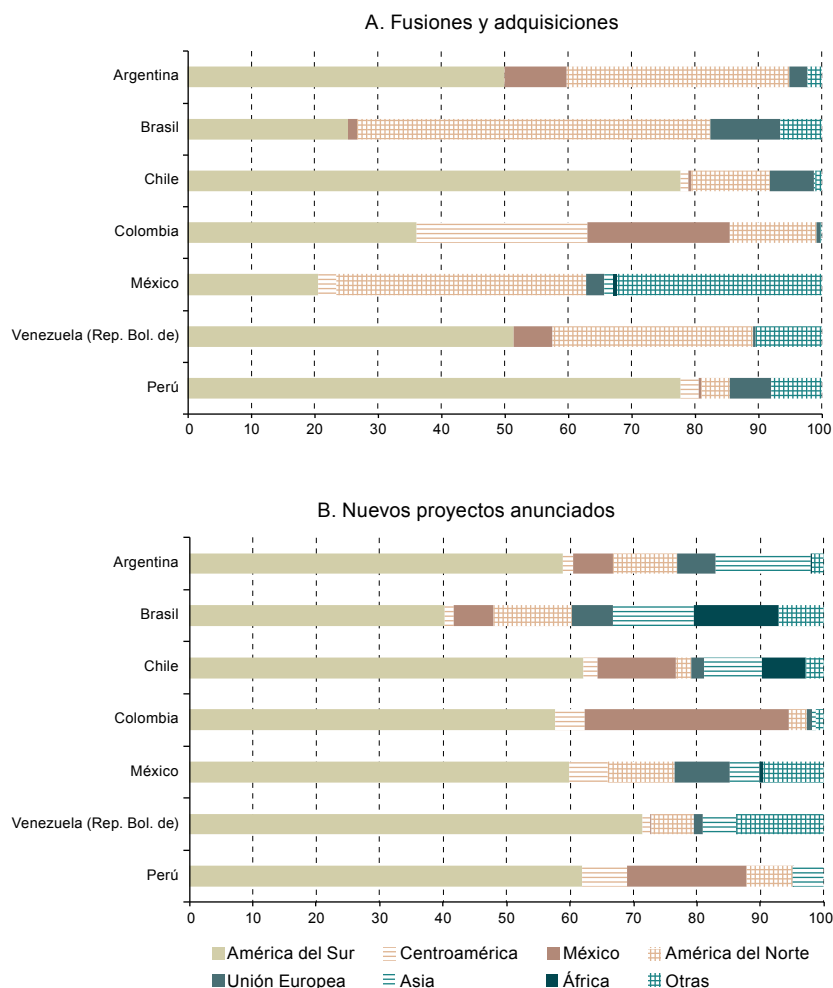 A. Fusiones y adquisiciones
Argentina
Brasil
Chile
Colombia
México
Venezuela (Rep. Bol. de)
Perú
0 10 20 30 40 50 60 70 80 90 100
B. Nuevos proyectos anunciados
Argentina
Brasil
Chile
Colombia
México
Venezuela (Rep. Bol. de)
Perú
0 10 20 30 40 50 60 70 80 90 100
América del Sur Centroamérica México América del Norte
Unión Europea Asia África Otras